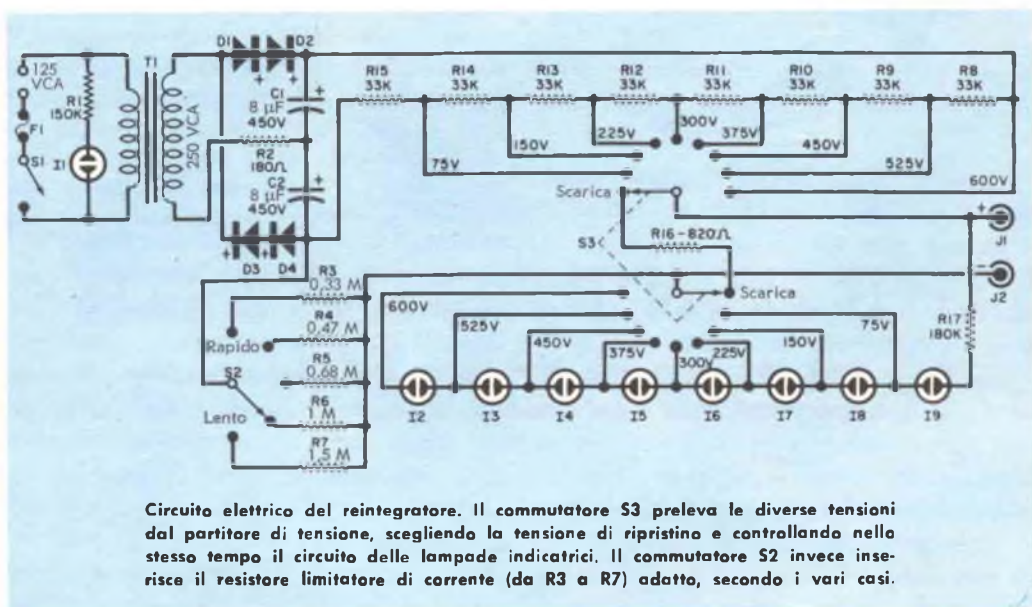 125
VCA
F1
S1
R1
150K
I1
T1
250 VCA
D1
D2
C1
8 µF
450V
R2
180Ω
C2
8 µF
450V
D3
D4
R15
33K
R14
33K
R13
33K
R12
33K
R11
33K
R10
33K
R9
33K
R8
33K
75V
150V
225V
300V
375V
450V
525V
600V
Scarica
S3
R16-820Ω
J1
J2
Scarica
R17
180K
600V
525V
450V
375V
300V
225V
150V
75V
R3
0,33 M
R4
0,47 M
R5
0,68 M
R6
1 M
R7
1,5 M
Rapido
S2
Lento
I2
I3
I4
I5
I6
I7
I8
I9
Circuito elettrico del reintegratore. Il commutatore S3 preleva le diverse tensioni
dal partitore di tensione, scegliendo la tensione di ripristino e controllando nello
stesso tempo il circuito delle lampade indicatrici. Il commutatore S2 invece inse-
risce il resistore limitatore di corrente (da R3 a R7) adatto, secondo i vari casi.